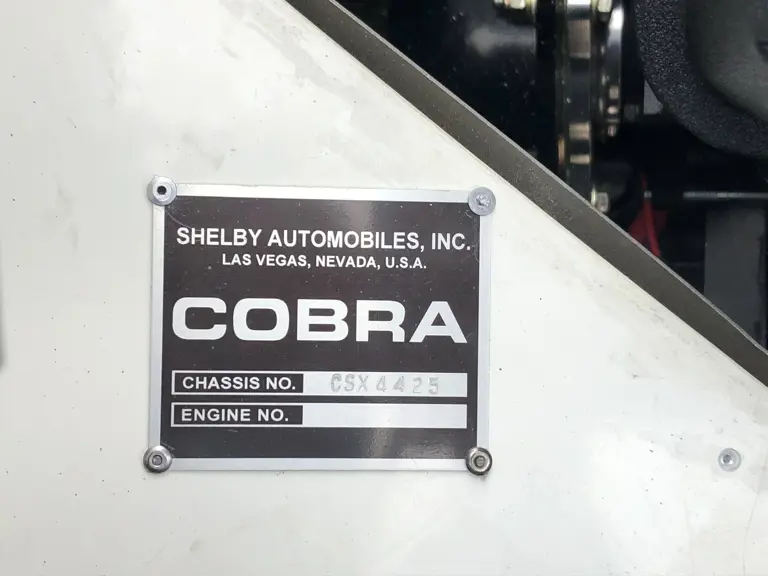 SHELBY AUTOMOBILES, INC.
LAS VEGAS, NEVADA, U.S.A.
COBRA
CHASSIS NO. CSX4425
ENGINE NO.